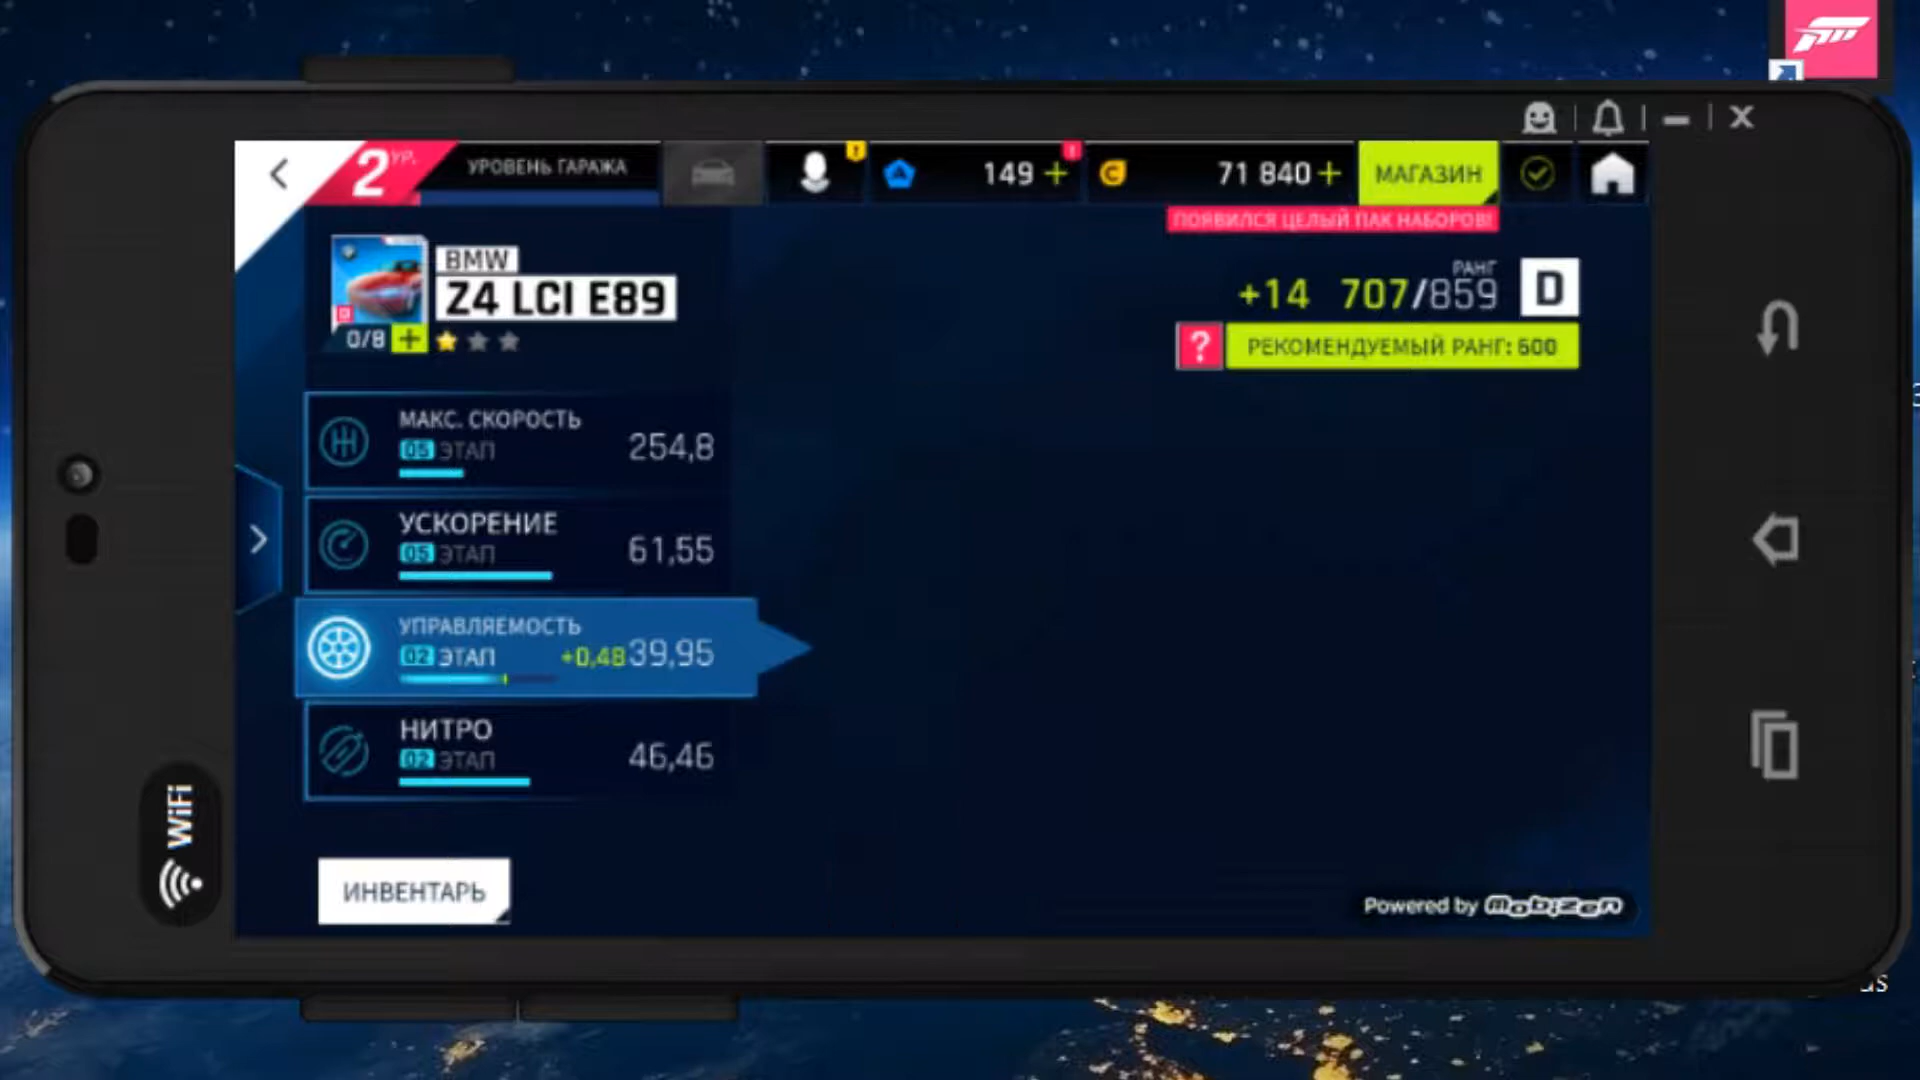 2 УР.
УРОВЕНЬ ГАРАЖА
149 +
71 840 +
МАГАЗИН
ПОЯВИЛСЯ ЦЕЛЫЙ ПАК НАБОРОВ!
BMW
Z4 LCI E89
0/8 +
РАНГ
+14 707/859 D
? РЕКОМЕНДУЕМЫЙ РАНГ: 600
МАКС. СКОРОСТЬ
05 ЭТАП
254,8
УСКОРЕНИЕ
05 ЭТАП
61,55
УПРАВЛЯЕМОСТЬ
02 ЭТАП
+0,48 39,95
НИТРО
02 ЭТАП
46,46
ИНВЕНТАРЬ
Powered by Mobizen
WiFi